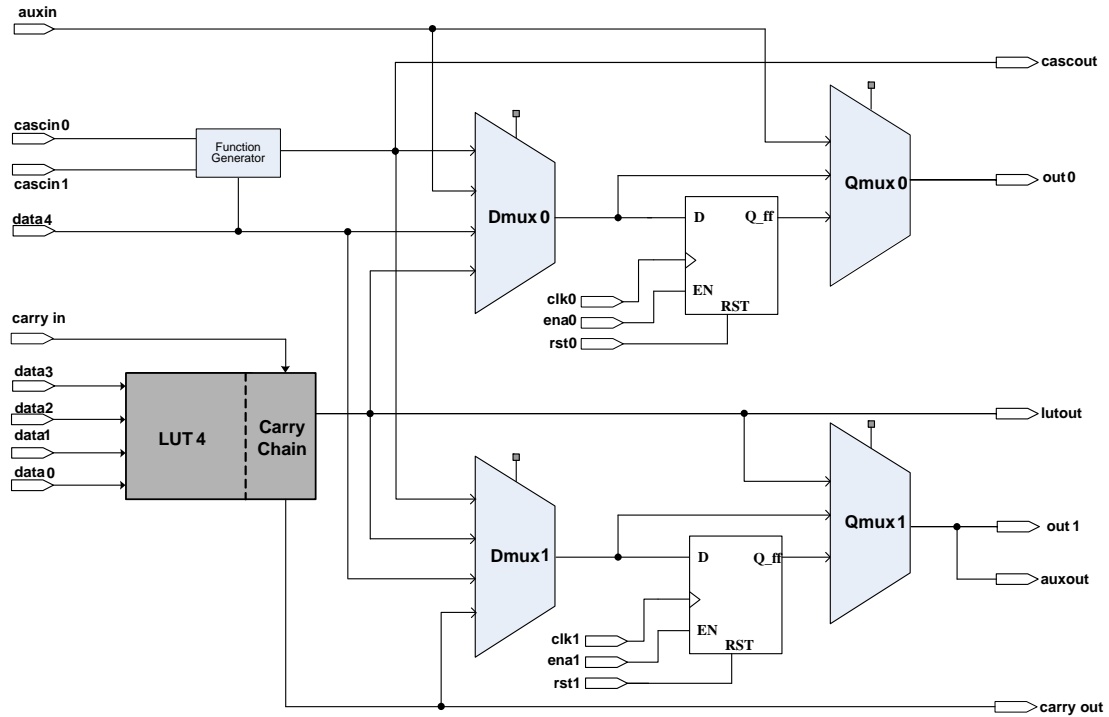 auxin
cascout
cascin0
Function
Generator
cascin1
data4
Dmux0
Qmux0
out0
D
Q_ff
EN
RST
clk0
ena0
rst0
carry in
data3
data2
data1
data0
LUT4
Carry
Chain
lutout
Dmux1
Qmux1
out1
auxout
D
Q_ff
EN
RST
clk1
ena1
rst1
carry out